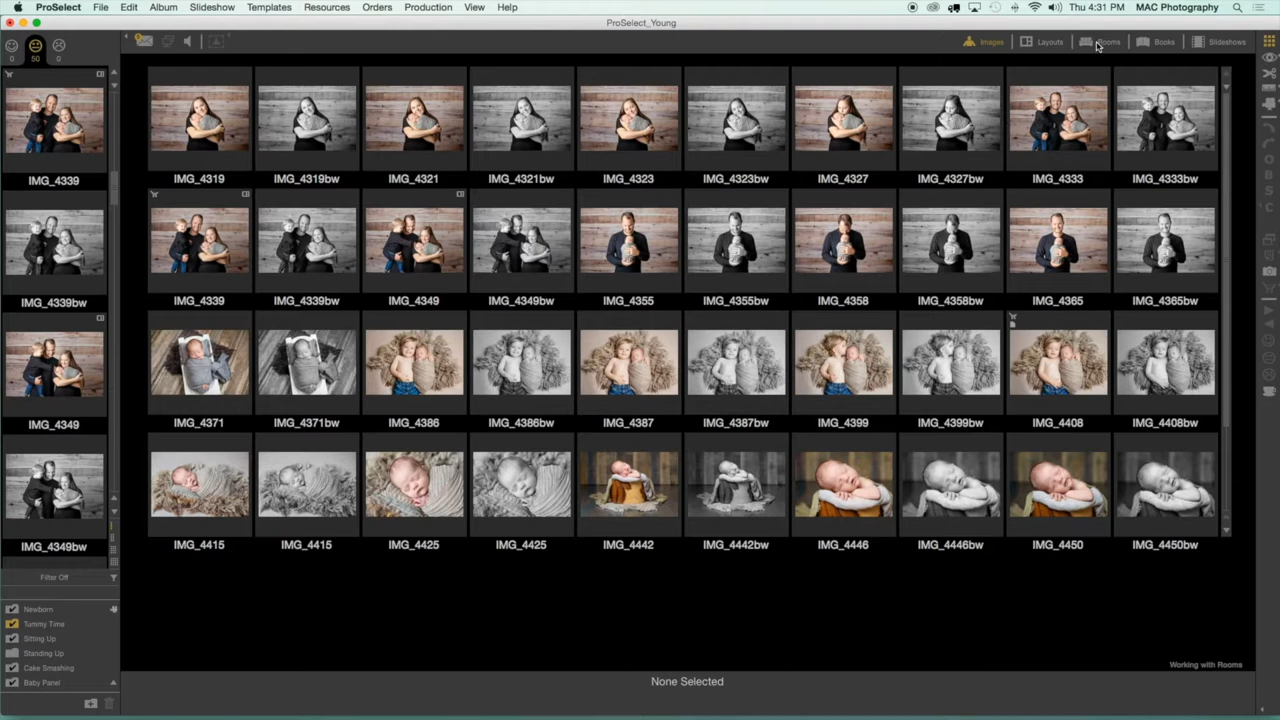 ProSelect File Edit Album Slideshow Templates Resources Orders Production View Help Thu 4:31 PM MAC Photography
ProSelect_Young
0 50 0
Images Layouts Rooms Books Slideshows
IMG_4339
IMG_4339bw
IMG_4349
IMG_4349bw
IMG_4319 IMG_4319bw IMG_4321 IMG_4321bw IMG_4323 IMG_4323bw IMG_4327 IMG_4327bw IMG_4333 IMG_4333bw
IMG_4339 IMG_4339bw IMG_4349 IMG_4349bw IMG_4355 IMG_4355bw IMG_4358 IMG_4358bw IMG_4365 IMG_4365bw
IMG_4371 IMG_4371bw IMG_4386 IMG_4386bw IMG_4387 IMG_4387bw IMG_4399 IMG_4399bw IMG_4408 IMG_4408bw
IMG_4415 IMG_4415 IMG_4425 IMG_4425 IMG_4442 IMG_4442bw IMG_4446 IMG_4446bw IMG_4450 IMG_4450bw
Filter Off
Newborn
Tummy Time
Sitting Up
Standing Up
Cake Smashing
Baby Panel
Working with Rooms
None Selected